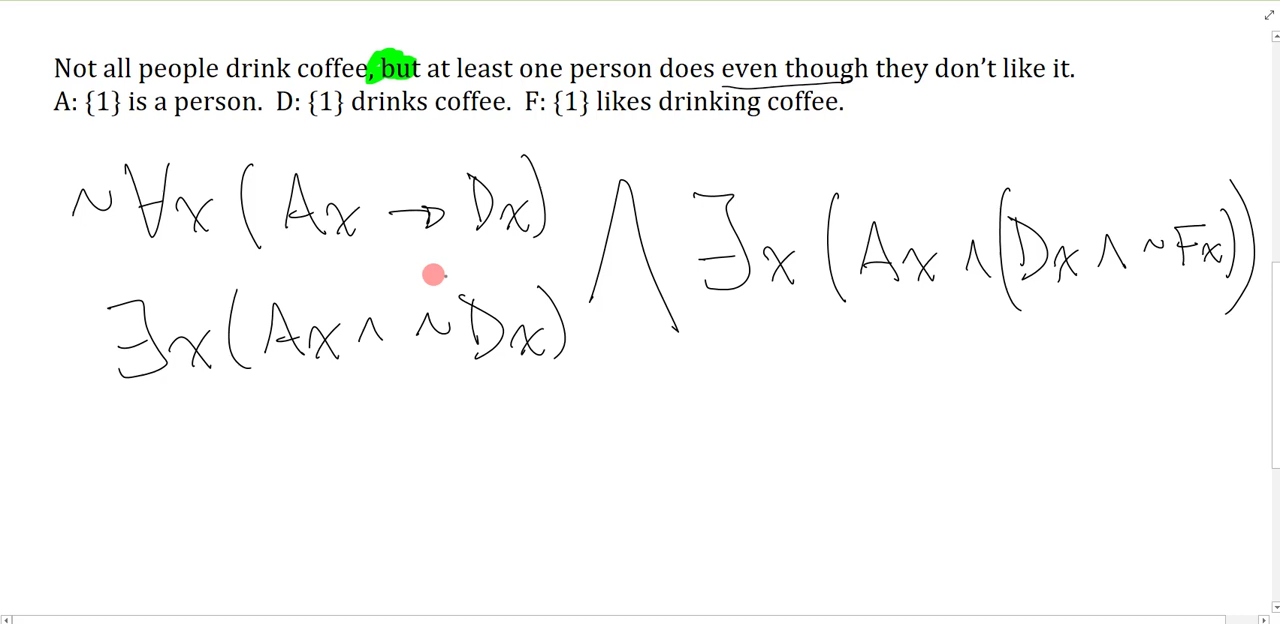 Not all people drink coffee, but at least one person does even though they don’t like it.
A: {1} is a person. D: {1} drinks coffee. F: {1} likes drinking coffee.
~∀x(Ax→Dx) ∧ ∃x(Ax∧(Dx∧~Fx))
∃x(Ax∧~Dx)